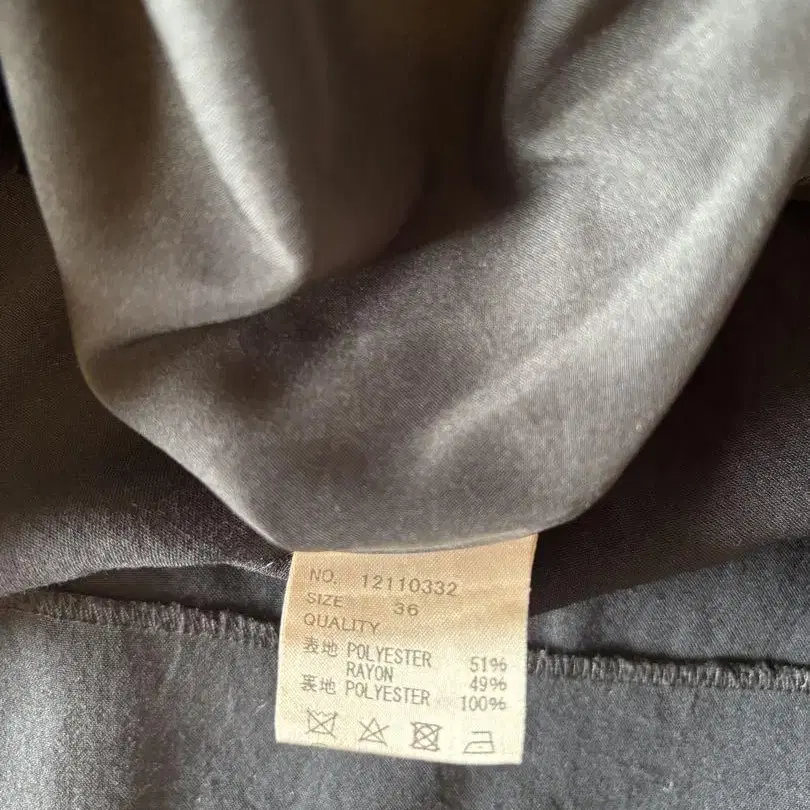 NO. 12110332
SIZE 36
QUALITY
表地 POLYESTER 51%
RAYON 49%
裏地 POLYESTER 100%